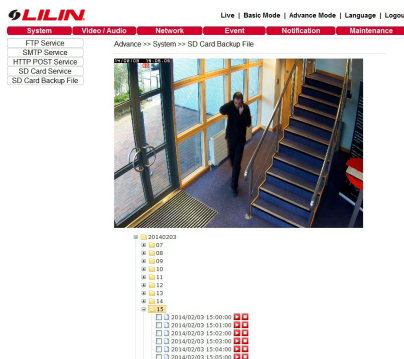 LILIN
Live | Basic Mode | Advance Mode | Language | Logou
System Video / Audio Network Event Notification Maintenance
FTP Service
SMTP Service
HTTP POST Service
SD Card Service
SD Card Backup File
Advance >> System >> SD Card Backup File
20140203
07
08
09
10
11
12
13
14
15
2014/02/03 15:00:00
2014/02/03 15:01:00
2014/02/03 15:02:00
2014/02/03 15:03:00
2014/02/03 15:04:00
2014/02/03 15:05:00